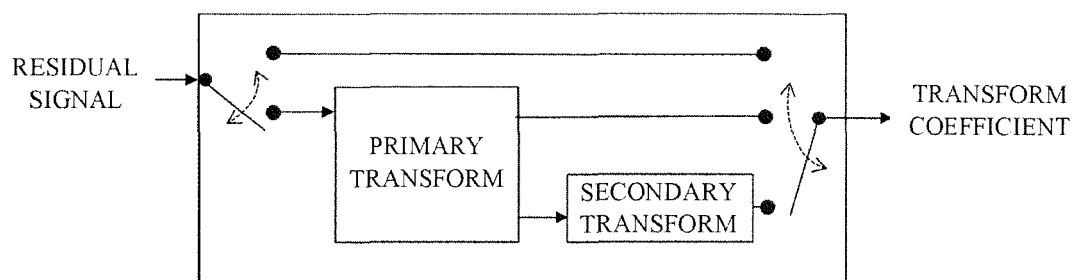 RESIDUAL
SIGNAL
PRIMARY
TRANSFORM
SECONDARY
TRANSFORM
TRANSFORM
COEFFICIENT